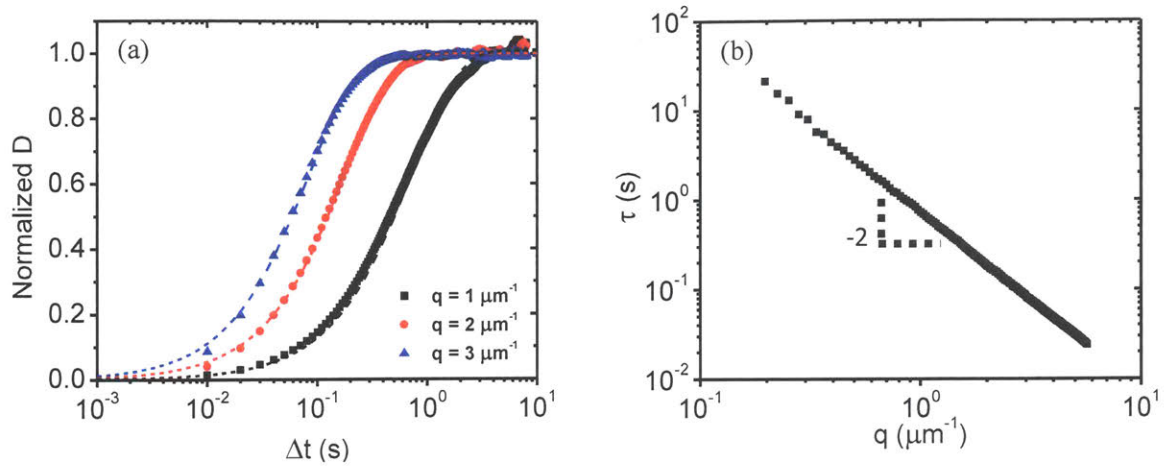 (a)
Normalized D
1.0
0.8
0.6
0.4
0.2
0.0
q = 1 μm⁻¹
q = 2 μm⁻¹
q = 3 μm⁻¹
10⁻³ 10⁻² 10⁻¹ 10⁰ 10¹
Δt (s)
(b)
τ (s)
10²
10¹
10⁰
10⁻¹
10⁻²
-2
10⁻¹ 10⁰ 10¹
q (μm⁻¹)